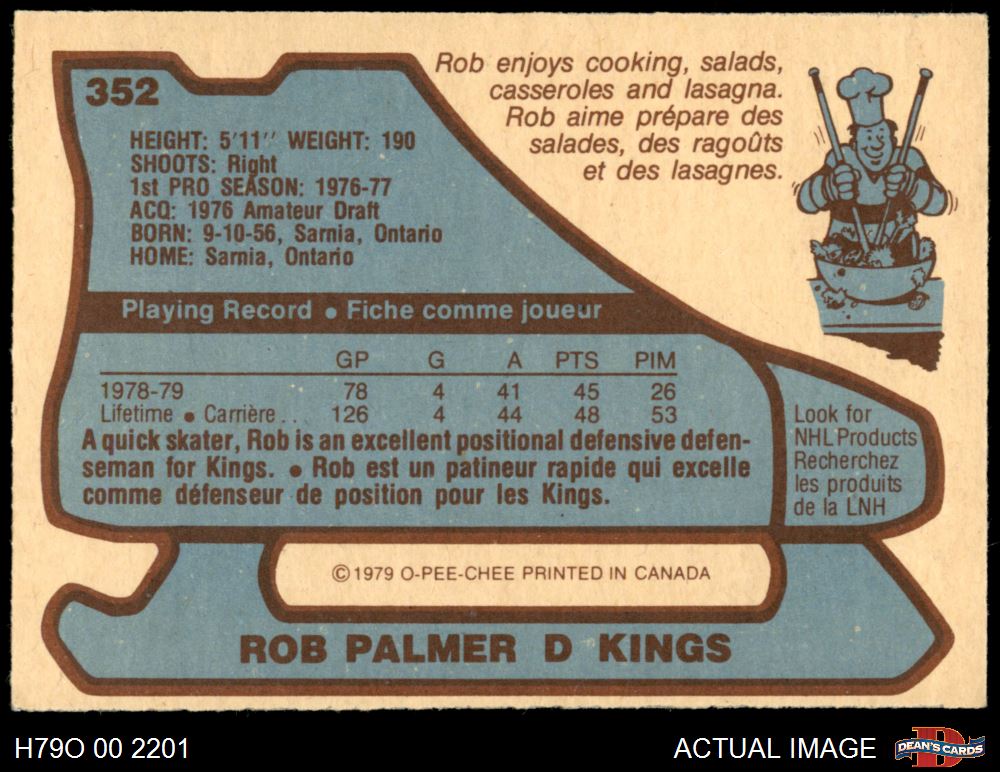 352
Rob enjoys cooking, salads,
casseroles and lasagna.
Rob aime prépare des
salades, des ragoûts
et des lasagnes.
HEIGHT: 5'11" WEIGHT: 190
SHOOTS: Right
1st PRO SEASON: 1976-77
ACQ: 1976 Amateur Draft
BORN: 9-10-56, Sarnia, Ontario
HOME: Sarnia, Ontario
Playing Record ● Fiche comme joueur
GP G A PTS PIM
1978-79 78 4 41 45 26
Lifetime ● Carrière . . 126 4 44 48 53
A quick skater, Rob is an excellent positional defensive defen-
seman for Kings. ● Rob est un patineur rapide qui excelle
comme défenseur de position pour les Kings.
Look for
NHL Products
Recherchez
les produits
de la LNH
© 1979 O-PEE-CHEE PRINTED IN CANADA
ROB PALMER D KINGS
H79O 00 2201
ACTUAL IMAGE
D
DEAN'S CARDS